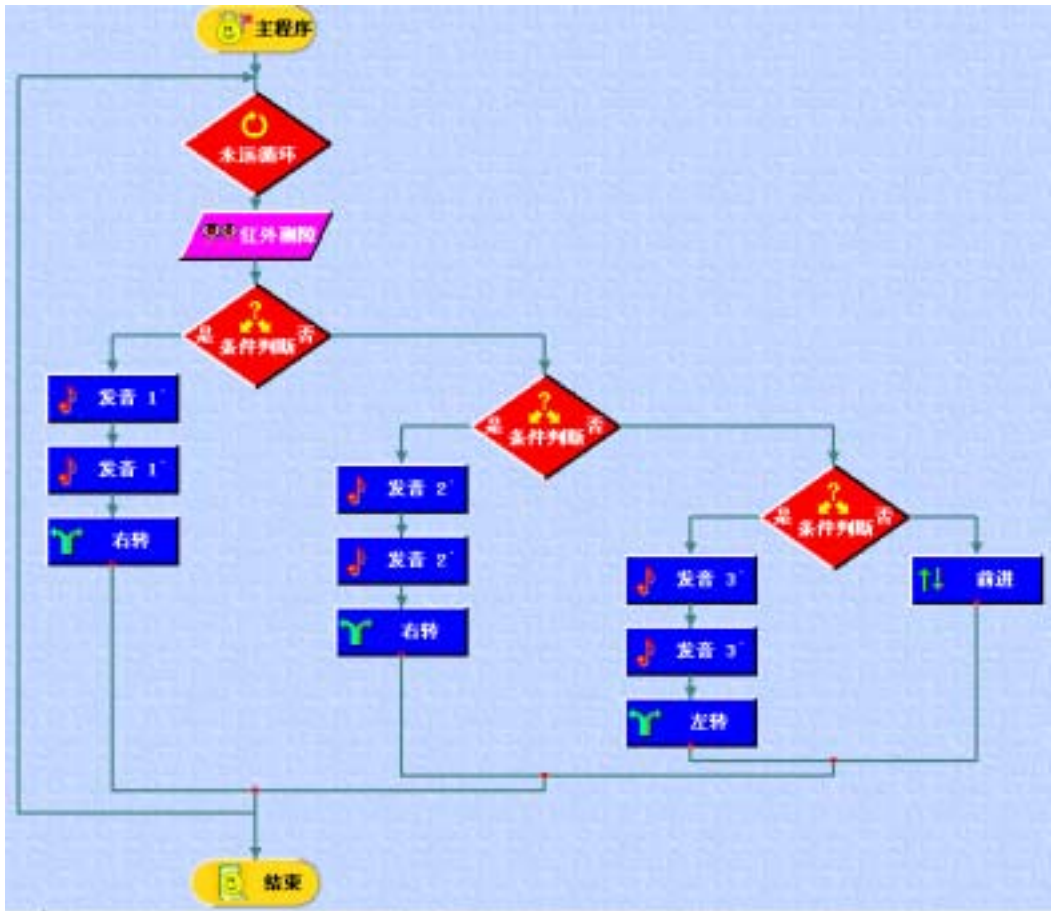 主程序
永远循环
红外测障
是 ? 否
条件判断
发音 1˙
发音 1˙
右转
是 ? 否
条件判断
发音 2˙
发音 2˙
右转
是 ? 否
条件判断
发音 3˙
发音 3˙
左转
前进
结束